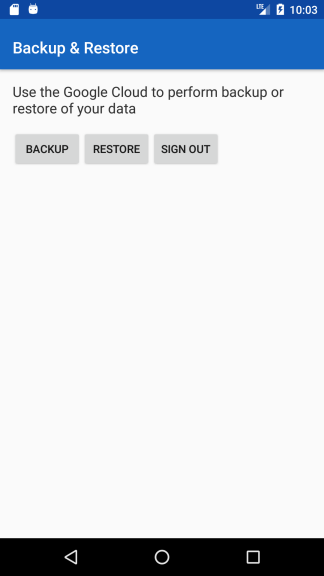 LTE 10:03
Backup & Restore
Use the Google Cloud to perform backup or
restore of your data
BACKUP RESTORE SIGN OUT